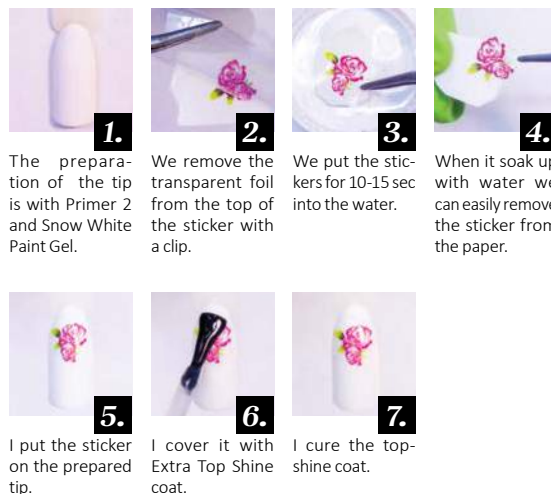 1.
The prepara-
tion of the tip
is with Primer 2
and Snow White
Paint Gel.
2.
We remove the
transparent foil
from the top of
the sticker with
a clip.
3.
We put the stic-
kers for 10-15 sec
into the water.
4.
When it soak up
with water we
can easily remove
the sticker from
the paper.
5.
I put the sticker
on the prepared
tip.
6.
I cover it with
Extra Top Shine
coat.
7.
I cure the top-
shine coat.